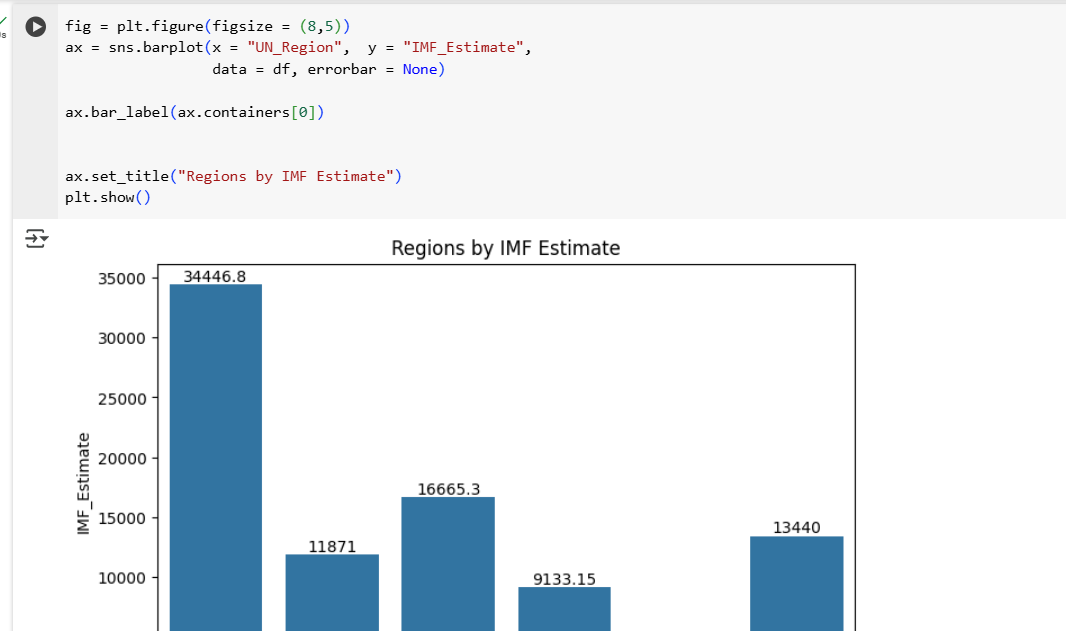 fig = plt.figure(figsize = (8,5))
ax = sns.barplot(x = "UN_Region",  y = "IMF_Estimate",
                 data = df, errorbar = None)
ax.bar_label(ax.containers[0])
ax.set_title("Regions by IMF Estimate")
plt.show()
Regions by IMF Estimate
35000
34446.8
30000
25000
20000
IMF_Estimate
16665.3
15000
13440
11871
10000
9133.15